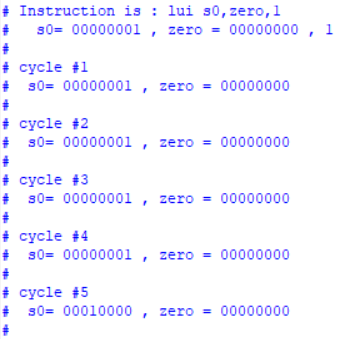 # Instruction is : lui s0,zero,1
#   s0= 00000001 , zero = 00000000 , 1
#
# cycle #1
#  s0= 00000001 , zero = 00000000
#
# cycle #2
#  s0= 00000001 , zero = 00000000
#
# cycle #3
#  s0= 00000001 , zero = 00000000
#
# cycle #4
#  s0= 00000001 , zero = 00000000
#
# cycle #5
#  s0= 00010000 , zero = 00000000
#